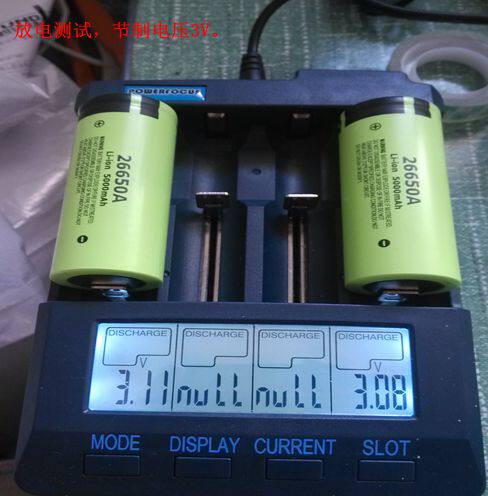 放电测试，节制电压3V。
POWERFOCUS
26650A
Li-ion 5000mAh
26650A
Li-ion 5000mAh
DISCHARGE DISCHARGE DISCHARGE DISCHARGE
V V
3.11 null null 3.08
MODE DISPLAY CURRENT SLOT